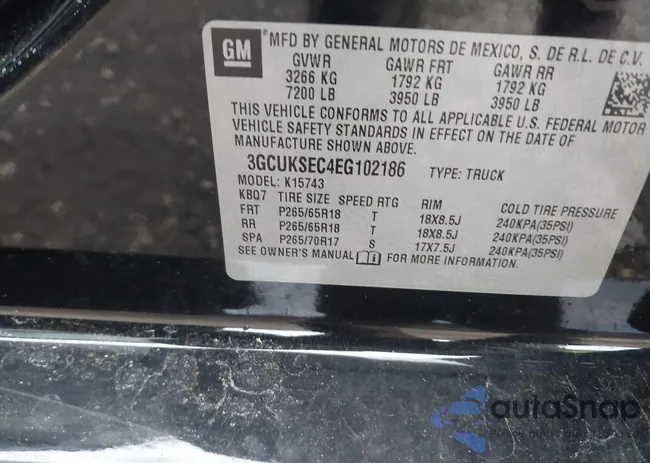 GM
MFD BY GENERAL MOTORS DE MEXICO, S. DE R.L. DE C.V.
GVWR GAWR FRT GAWR RR
3266 KG 1792 KG 1792 KG
7200 LB 3950 LB 3950 LB
THIS VEHICLE CONFORMS TO ALL APPLICABLE U.S. FEDERAL MOTOR
VEHICLE SAFETY STANDARDS IN EFFECT ON THE DATE OF
MANUFACTURE SHOWN ABOVE.
3GCUKSEC4EG102186 TYPE: TRUCK
MODEL: K15743
KBQ7 TIRE SIZE SPEED RTG RIM COLD TIRE PRESSURE
FRT P265/65R18 T 18X8.5J 240KPA(35PSI)
RR P265/65R18 T 18X8.5J 240KPA(35PSI)
SPA P265/70R17 S 17X7.5J 240KPA(35PSI)
SEE OWNER'S MANUAL FOR MORE INFORMATION.
autoSnap